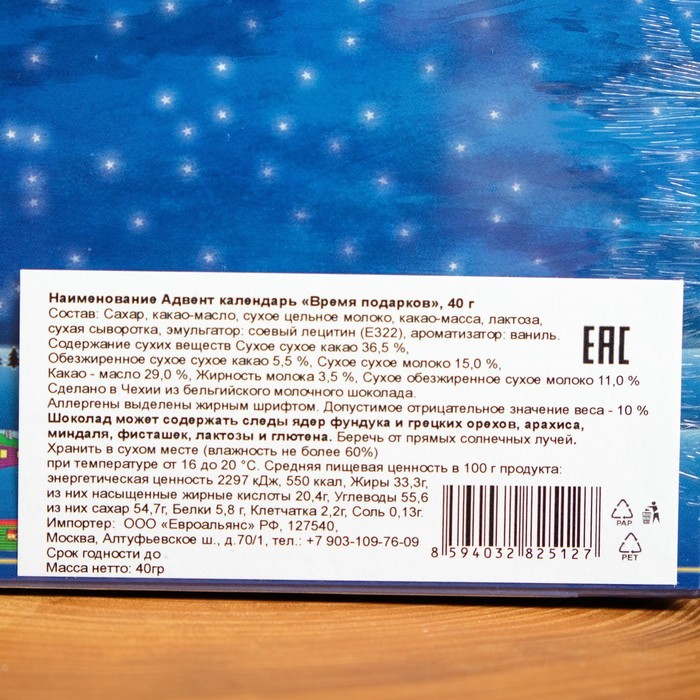 Наименование Адвент календарь «Время подарков», 40 г
Состав: Сахар, какао-масло, сухое цельное молоко, какао-масса, лактоза,
сухая сыворотка, эмульгатор: соевый лецитин (Е322), ароматизатор: ваниль.
Содержание сухих веществ Сухое сухое какао 36,5 %,
Обезжиренное сухое сухое какао 5,5 %, Сухое сухое молоко 15,0 %,
Какао - масло 29,0 %, Жирность молока 3,5 %, Сухое обезжиренное сухое молоко 11,0 %
Сделано в Чехии из бельгийского молочного шоколада.
Аллергены выделены жирным шрифтом. Допустимое отрицательное значение веса - 10 %
Шоколад может содержать следы ядер фундука и грецких орехов, арахиса,
миндаля, фисташек, лактозы и глютена. Беречь от прямых солнечных лучей.
Хранить в сухом месте (влажность не более 60%)
при температуре от 16 до 20 °С. Средняя пищевая ценность в 100 г продукта:
энергетическая ценность 2297 кДж, 550 ккал, Жиры 33,3г,
из них насыщенные жирные кислоты 20,4г, Углеводы 55,6
из них сахар 54,7г, Белки 5,8 г, Клетчатка 2,2г, Соль 0,13г.
Импортер: ООО «Евроальянс» РФ, 127540,
Москва, Алтуфьевское ш., д.70/1, тел.: +7 903-109-76-09
Срок годности до
Масса нетто: 40гр
EAC
8 594032 825127
PAP
PET